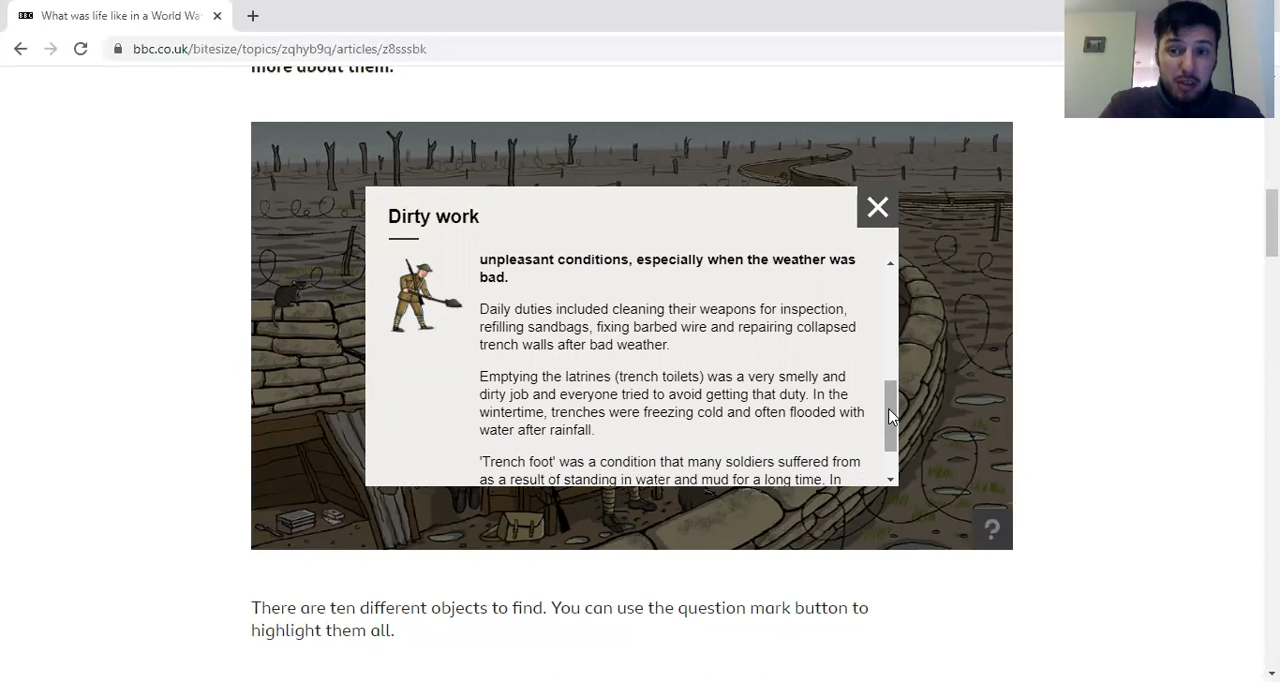 BBC What was life like in a World Wa
bbc.co.uk/bitesize/topics/zqhyb9q/articles/z8sssbk
more about them.
Dirty work
unpleasant conditions, especially when the weather was
bad.
Daily duties included cleaning their weapons for inspection,
refilling sandbags, fixing barbed wire and repairing collapsed
trench walls after bad weather.
Emptying the latrines (trench toilets) was a very smelly and
dirty job and everyone tried to avoid getting that duty. In the
wintertime, trenches were freezing cold and often flooded with
water after rainfall.
'Trench foot' was a condition that many soldiers suffered from
as a result of standing in water and mud for a long time. In
?
There are ten different objects to find. You can use the question mark button to
highlight them all.